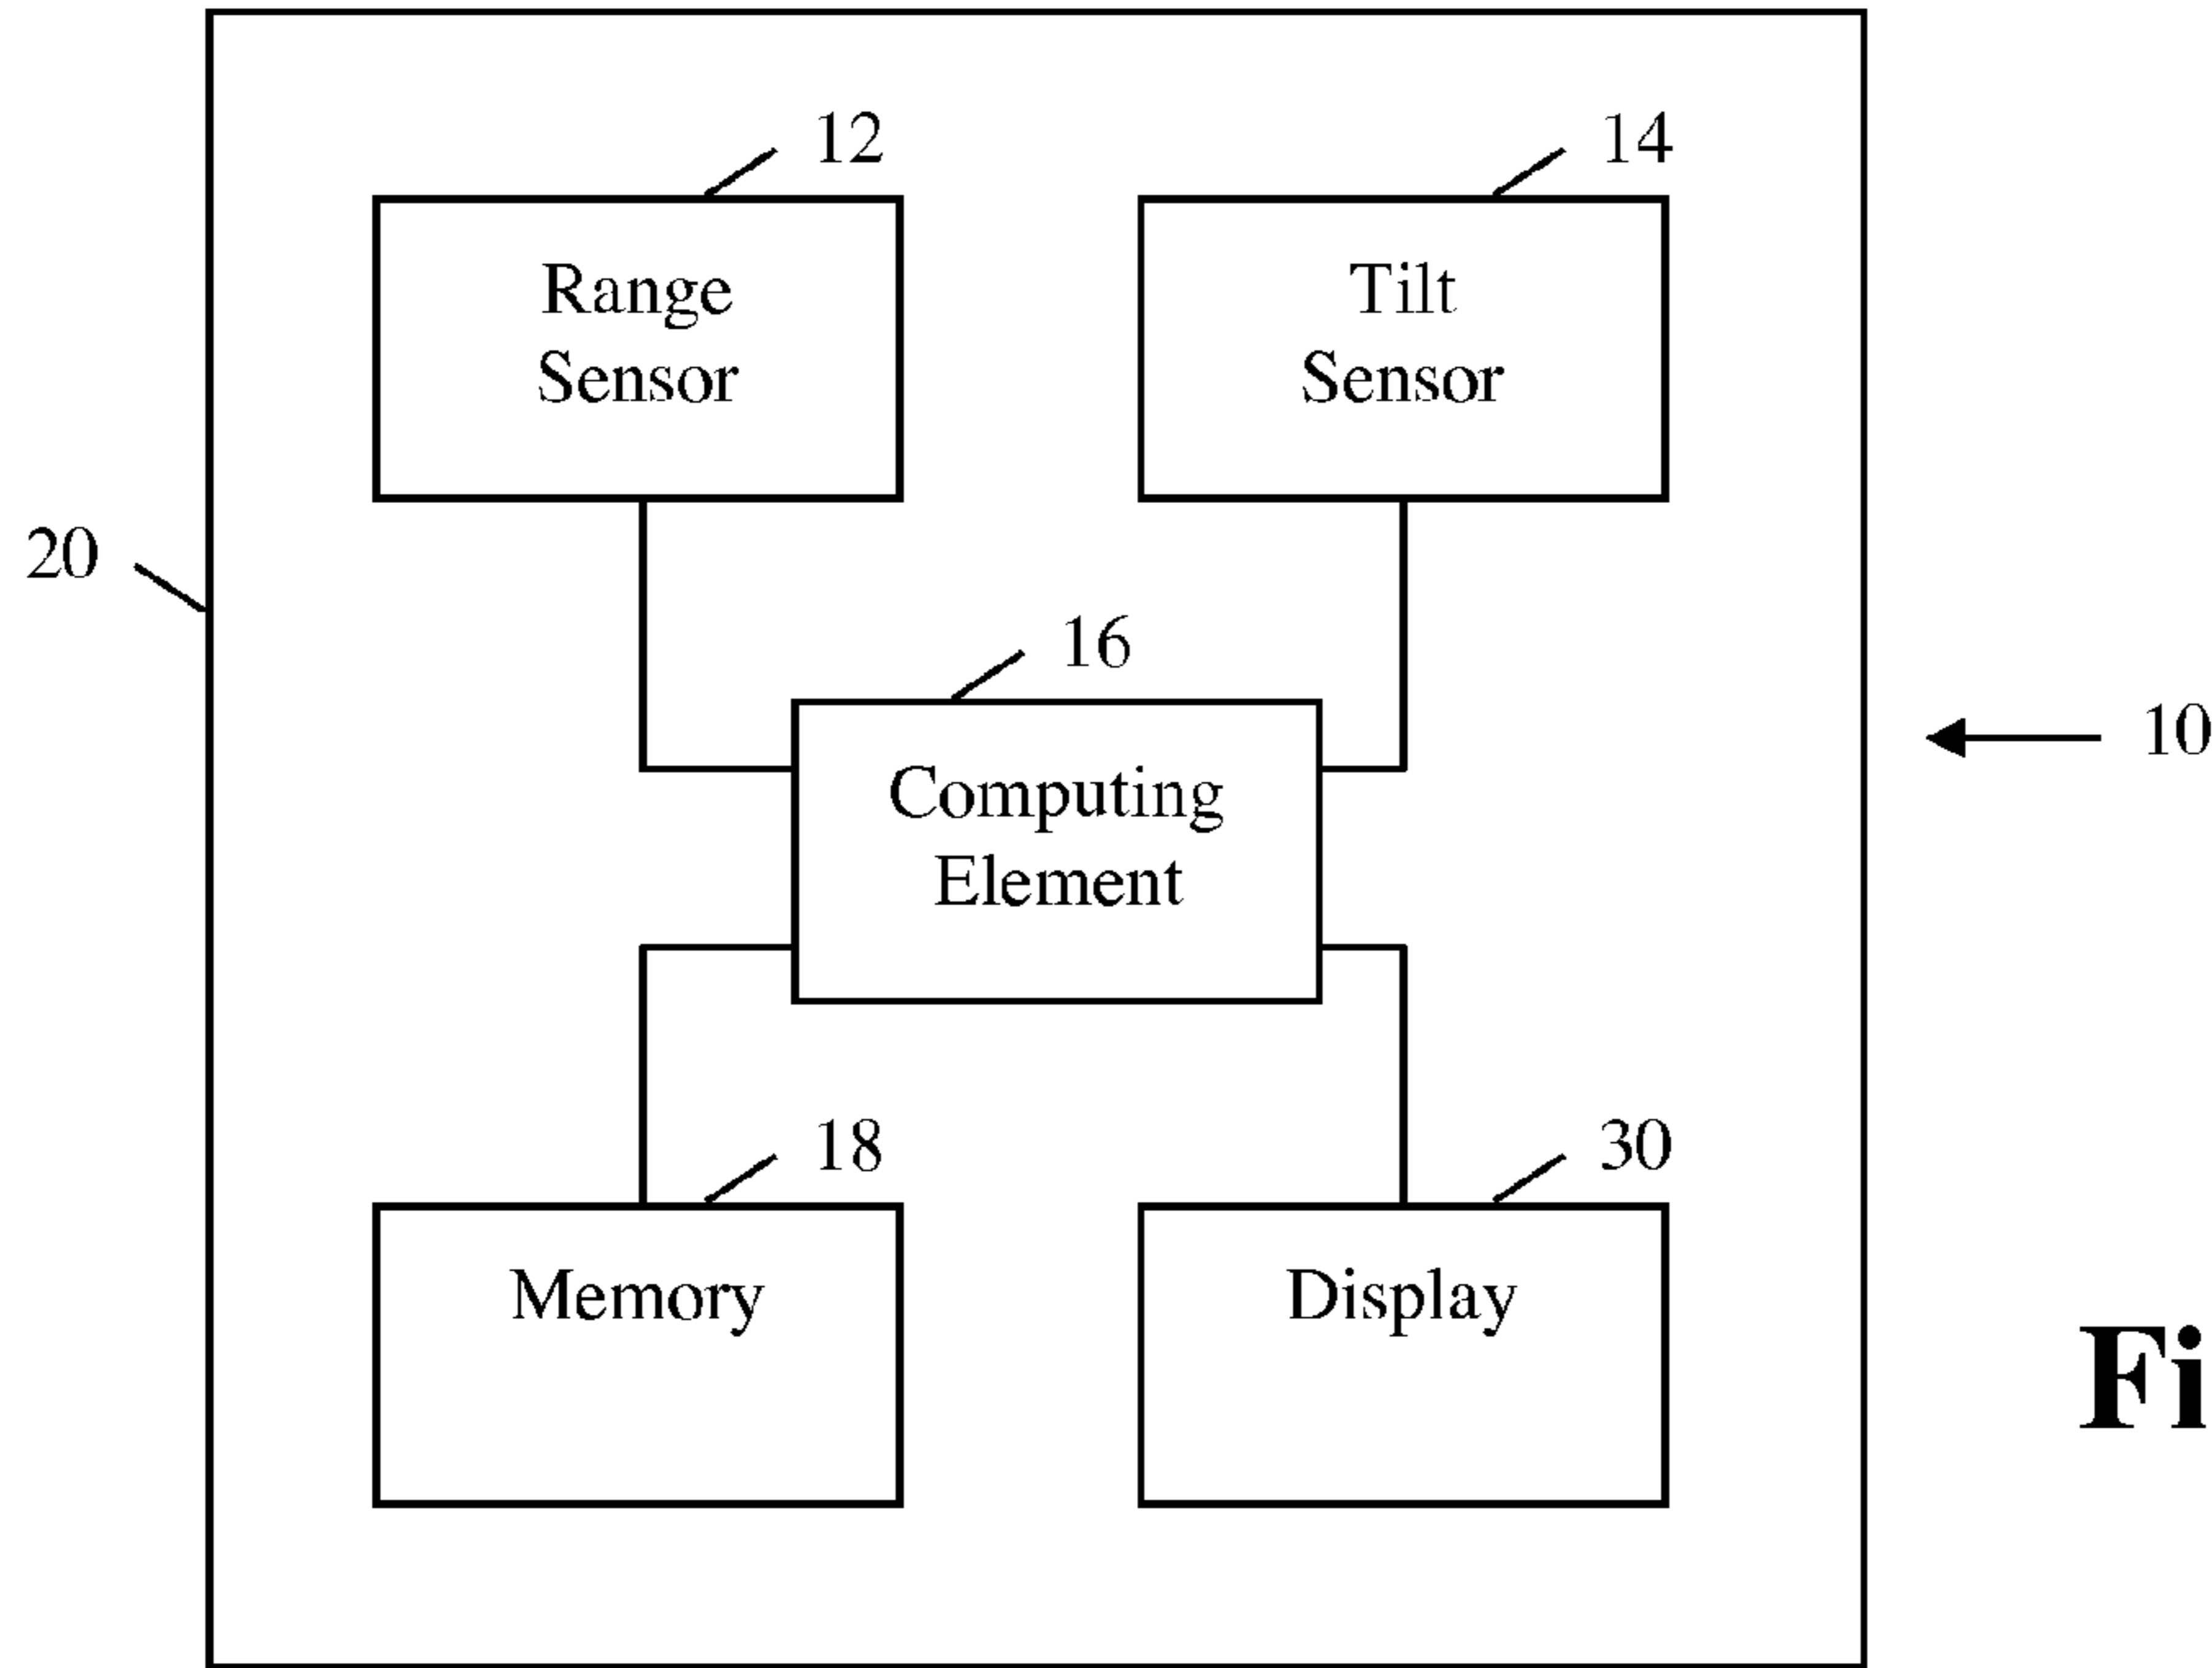 12
14
Range
Sensor
Tilt
Sensor
20
16
10
Computing
Element
18
30
Memory
Display
Fi